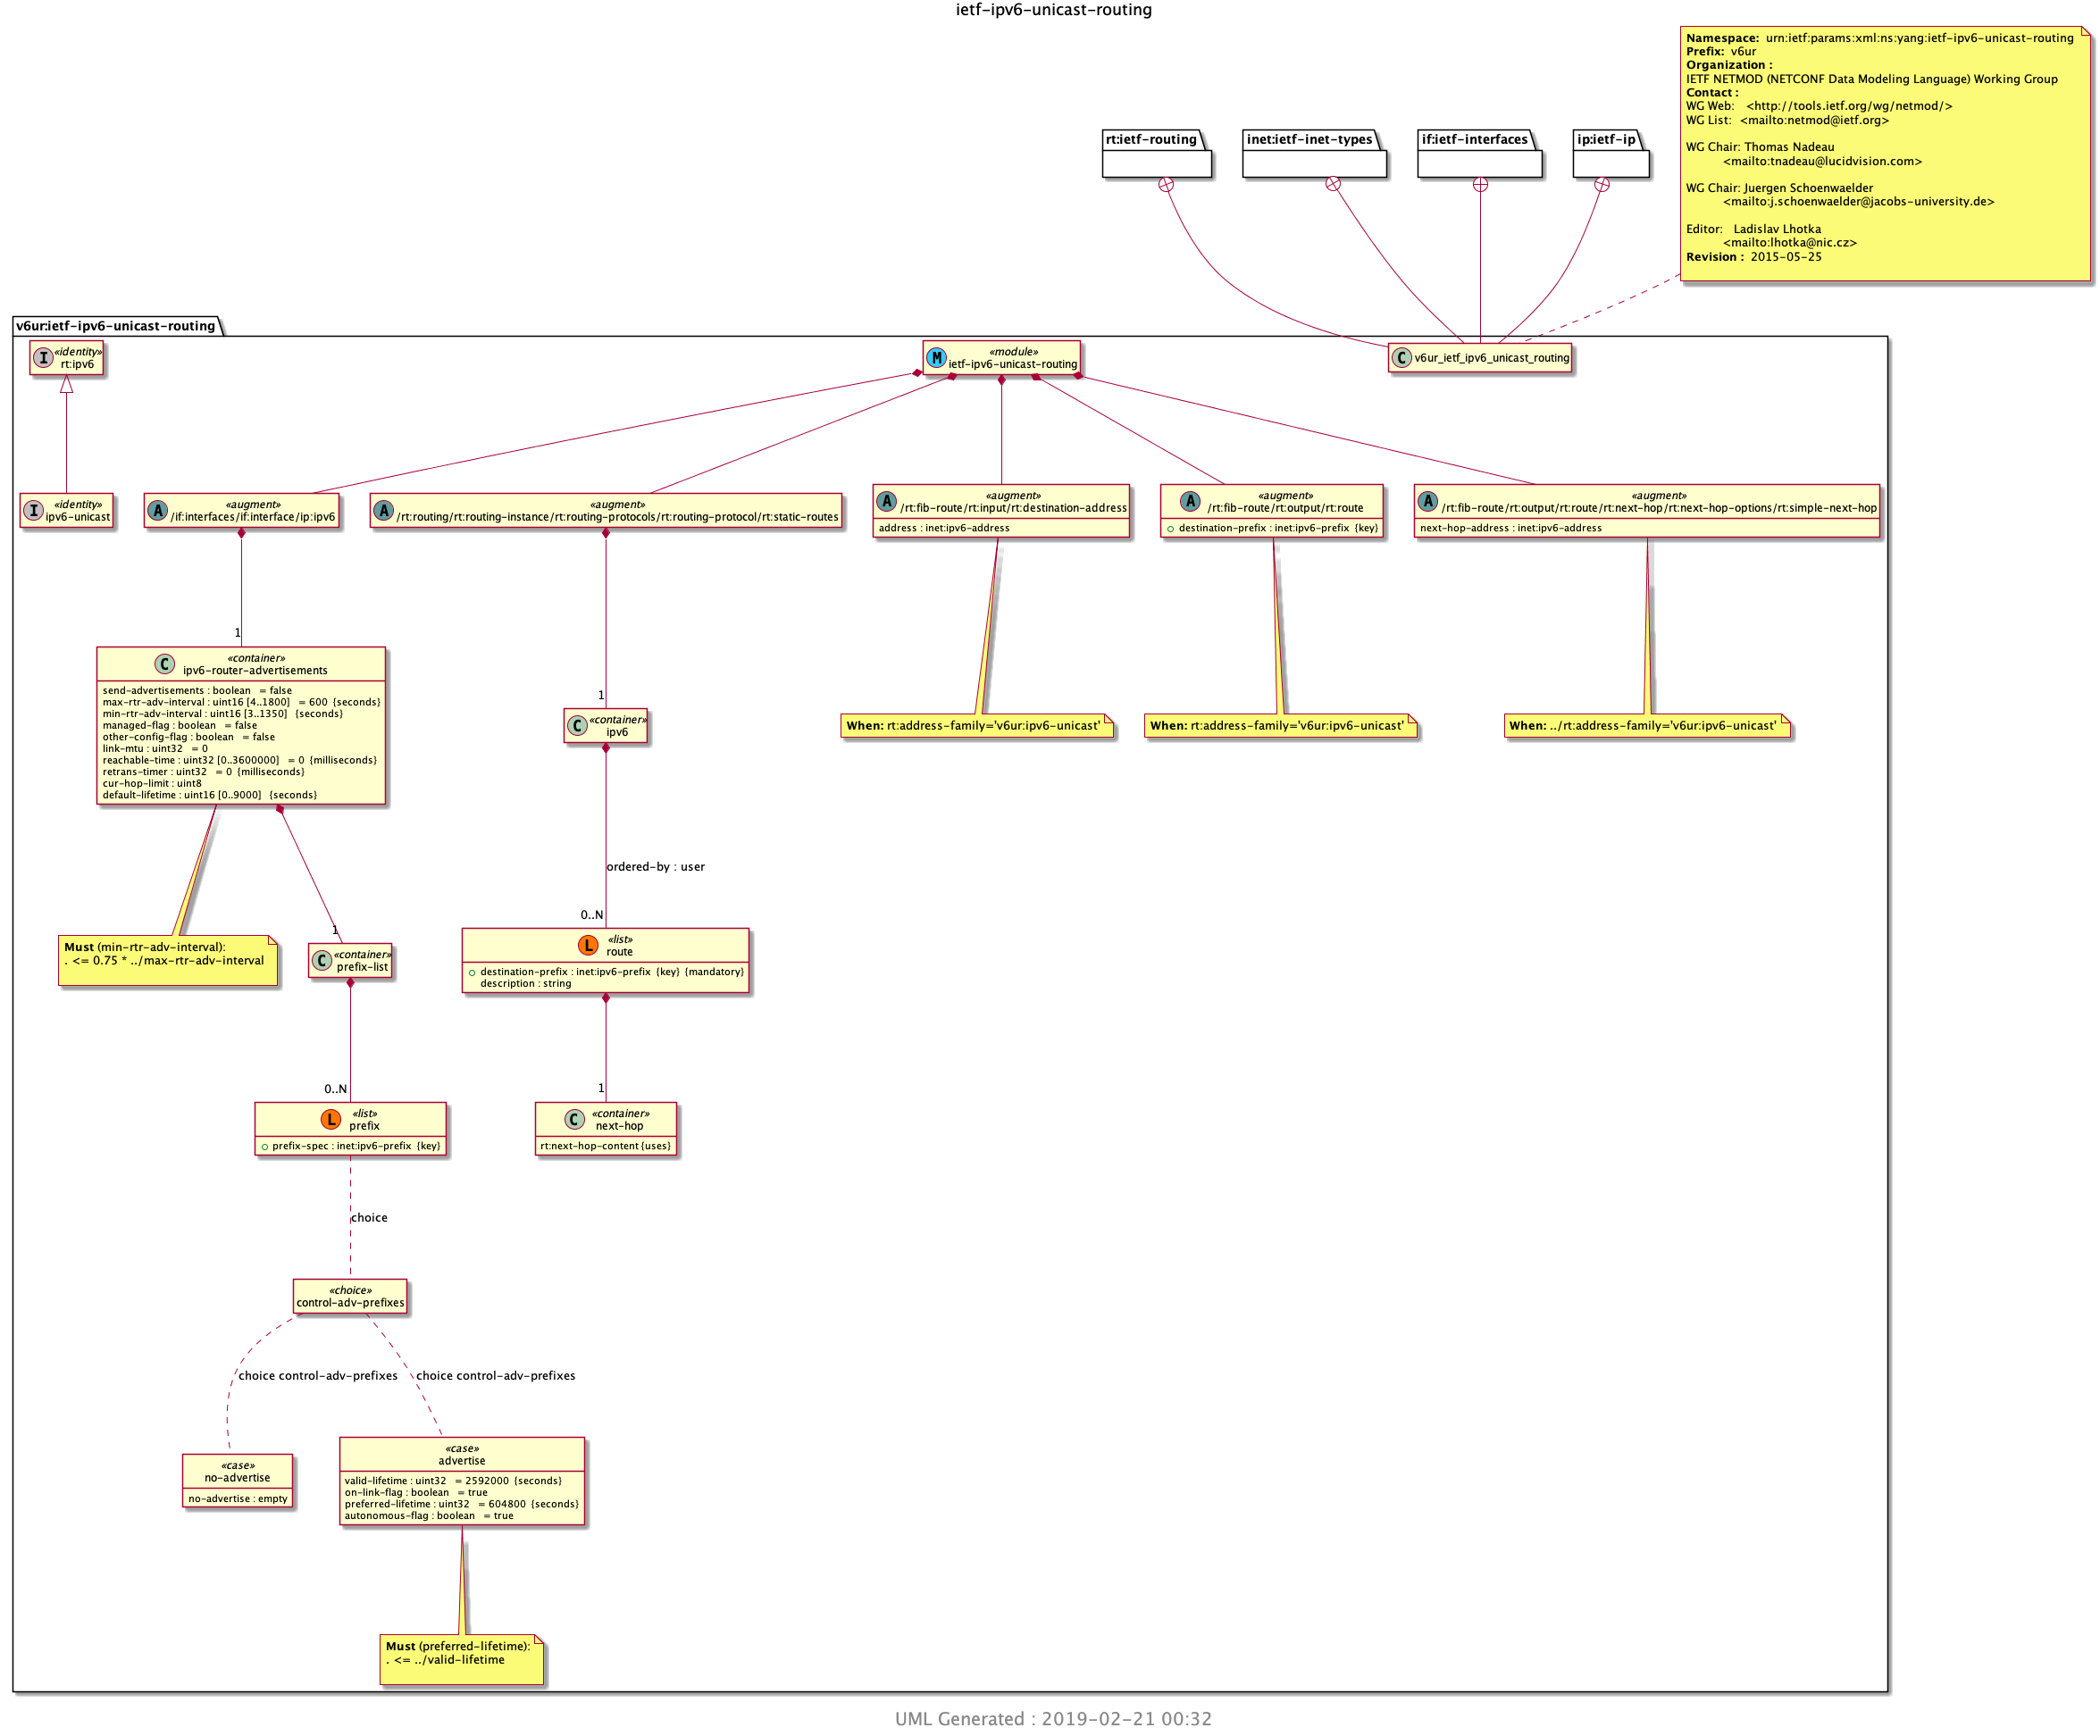 ietf-ipv6-unicast-routing
Namespace: urn:ietf:params:xml:ns:yang:ietf-ipv6-unicast-routing
Prefix: v6ur
Organization :
IETF NETMOD (NETCONF Data Modeling Language) Working Group
Contact :
WG Web: <http://tools.ietf.org/wg/netmod/>
WG List: <mailto:netmod@ietf.org>
WG Chair: Thomas Nadeau
<mailto:tnadeau@lucidvision.com>
WG Chair: Juergen Schoenwaelder
<mailto:j.schoenwaelder@jacobs-university.de>
Editor: Ladislav Lhotka
<mailto:lhotka@nic.cz>
Revision : 2015-05-25
rt:ietf-routing
inet:ietf-inet-types
if:ietf-interfaces
ip:ietf-ip
v6ur:ietf-ipv6-unicast-routing
I
«identity»
rt:ipv6
M
«module»
ietf-ipv6-unicast-routing
C
v6ur_ietf_ipv6_unicast_routing
I
«identity»
ipv6-unicast
A
«augment»
/if:interfaces/if:interface/ip:ipv6
A
«augment»
/rt:routing/rt:routing-instance/rt:routing-protocols/rt:routing-protocol/rt:static-routes
A
«augment»
/rt:fib-route/rt:input/rt:destination-address
address : inet:ipv6-address
A
«augment»
/rt:fib-route/rt:output/rt:route
destination-prefix : inet:ipv6-prefix {key}
A
«augment»
/rt:fib-route/rt:output/rt:route/rt:next-hop/rt:next-hop-options/rt:simple-next-hop
next-hop-address : inet:ipv6-address
1
C
«container»
ipv6-router-advertisements
send-advertisements : boolean = false
max-rtr-adv-interval : uint16 [4..1800] = 600 {seconds}
min-rtr-adv-interval : uint16 [3..1350] {seconds}
managed-flag : boolean = false
other-config-flag : boolean = false
link-mtu : uint32 = 0
reachable-time : uint32 [0..3600000] = 0 {milliseconds}
retrans-timer : uint32 = 0 {milliseconds}
cur-hop-limit : uint8
default-lifetime : uint16 [0..9000] {seconds}
1
C
«container»
ipv6
When: rt:address-family='v6ur:ipv6-unicast'
When: rt:address-family='v6ur:ipv6-unicast'
When: ../rt:address-family='v6ur:ipv6-unicast'
ordered-by : user
0..N
Must (min-rtr-adv-interval):
. <= 0.75 * ../max-rtr-adv-interval
1
C
«container»
prefix-list
L
«list»
route
destination-prefix : inet:ipv6-prefix {key} {mandatory}
description : string
0..N
1
L
«list»
prefix
prefix-spec : inet:ipv6-prefix {key}
C
«container»
next-hop
rt:next-hop-content {uses}
choice
«choice»
control-adv-prefixes
choice control-adv-prefixes
choice control-adv-prefixes
«case»
no-advertise
no-advertise : empty
«case»
advertise
valid-lifetime : uint32 = 2592000 {seconds}
on-link-flag : boolean = true
preferred-lifetime : uint32 = 604800 {seconds}
autonomous-flag : boolean = true
Must (preferred-lifetime):
. <= ../valid-lifetime
UML Generated : 2019-02-21 00:32